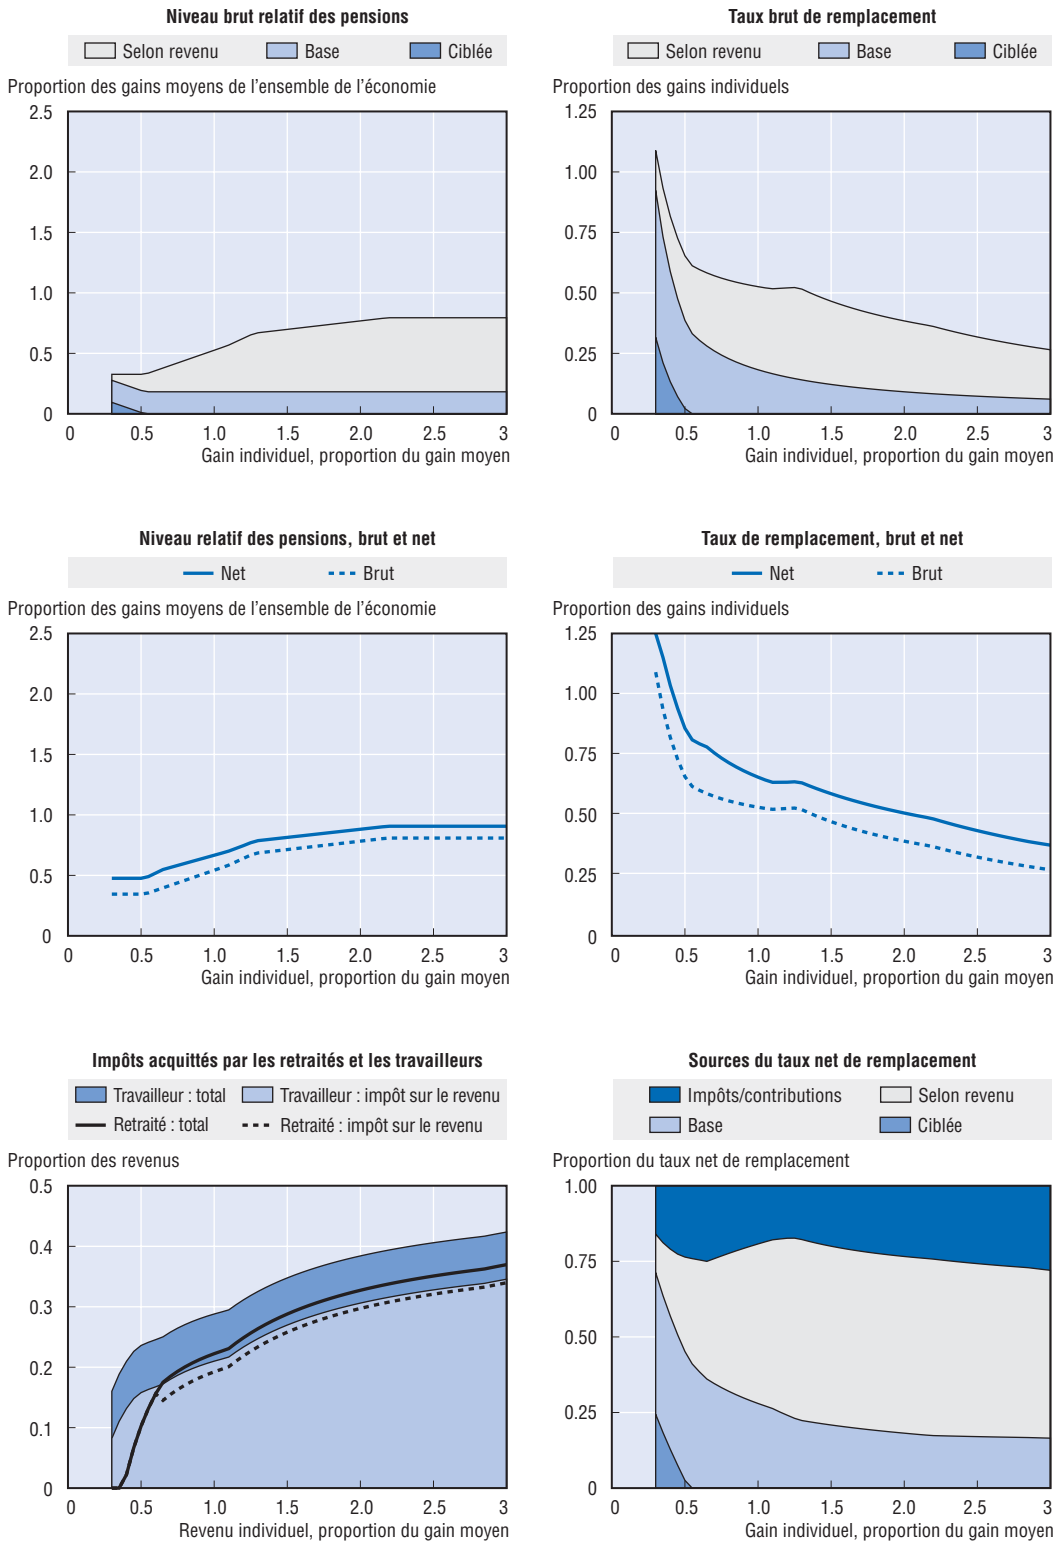 Niveau brut relatif des pensions
Selon revenu Base Ciblée
Proportion des gains moyens de l'ensemble de l'économie
2.5
2.0
1.5
1.0
0.5
0
0 0.5 1.0 1.5 2.0 2.5 3
Gain individuel, proportion du gain moyen
Taux brut de remplacement
Selon revenu Base Ciblée
Proportion des gains individuels
1.25
1.00
0.75
0.50
0.25
0
0 0.5 1.0 1.5 2.0 2.5 3
Gain individuel, proportion du gain moyen
Niveau relatif des pensions, brut et net
Net Brut
Proportion des gains moyens de l'ensemble de l'économie
2.5
2.0
1.5
1.0
0.5
0
0 0.5 1.0 1.5 2.0 2.5 3
Gain individuel, proportion du gain moyen
Taux de remplacement, brut et net
Net Brut
Proportion des gains individuels
1.25
1.00
0.75
0.50
0.25
0
0 0.5 1.0 1.5 2.0 2.5 3
Gain individuel, proportion du gain moyen
Impôts acquittés par les retraités et les travailleurs
Travailleur : total Travailleur : impôt sur le revenu
Retraité : total Retraité : impôt sur le revenu
Proportion des revenus
0.5
0.4
0.3
0.2
0.1
0
0 0.5 1.0 1.5 2.0 2.5 3
Revenu individuel, proportion du gain moyen
Sources du taux net de remplacement
Impôts/contributions Selon revenu
Base Ciblée
Proportion du taux net de remplacement
1.00
0.75
0.50
0.25
0
0 0.5 1.0 1.5 2.0 2.5 3
Gain individuel, proportion du gain moyen